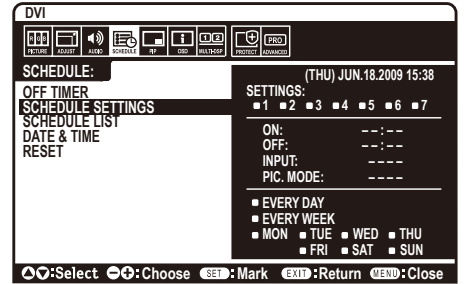 DVI
RGB
PICTURE ADJUST AUDIO SCHEDULE PIP OSD MULTI-DSP PROTECT PRO ADVANCED
SCHEDULE:
OFF TIMER
SCHEDULE SETTINGS
SCHEDULE LIST
DATE & TIME
RESET
(THU) JUN.18.2009 15:38
SETTINGS:
1 2 3 4 5 6 7
ON: --:--
OFF: --:--
INPUT: ----
PIC. MODE: ----
EVERY DAY
EVERY WEEK
MON TUE WED THU
FRI SAT SUN
:Select :Choose SET :Mark EXIT :Return MENU :Close